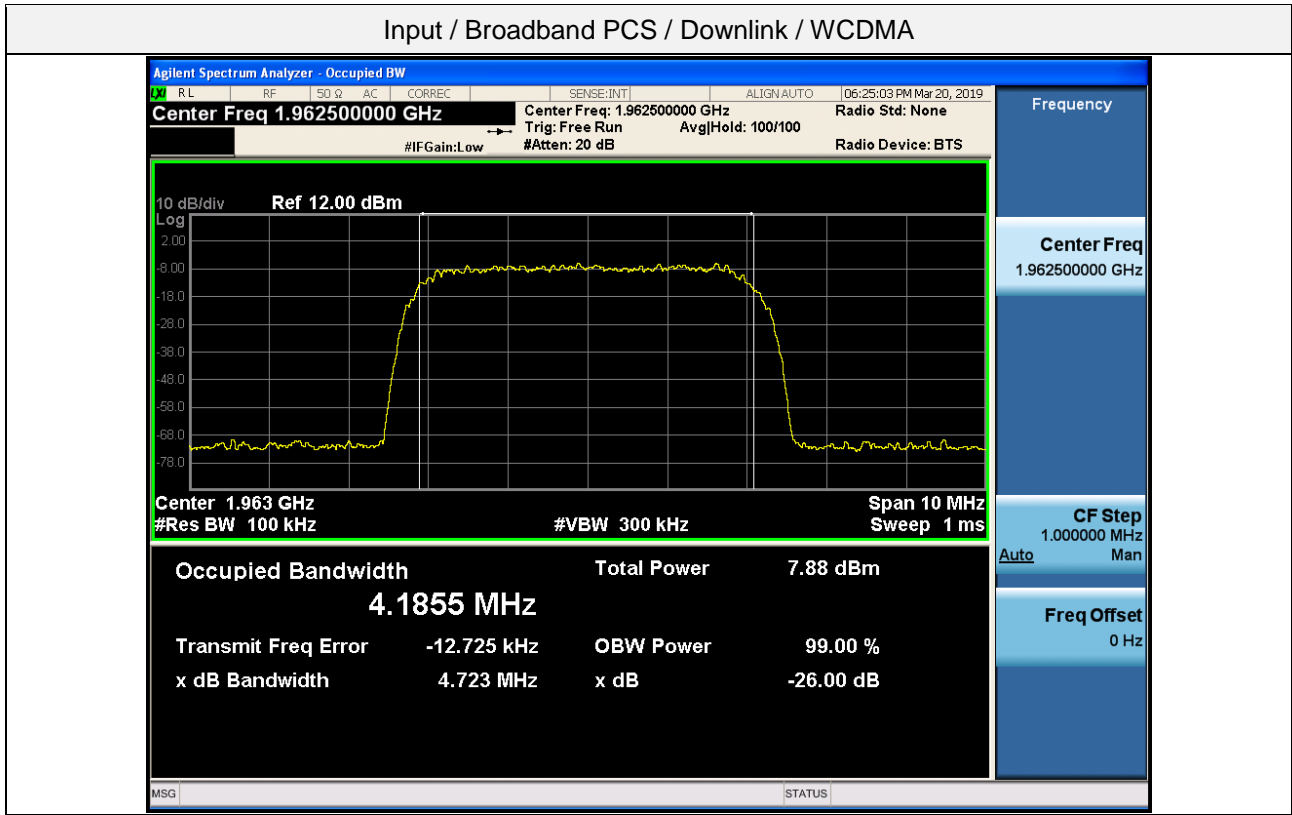 Input / Broadband PCS / Downlink / WCDMA
Agilent Spectrum Analyzer - Occupied BW
LXI RL RF 50 Ω AC CORREC SENSE:INT ALIGN AUTO 06:25:03 PM Mar 20, 2019
Center Freq 1.962500000 GHz
Center Freq: 1.962500000 GHz
Radio Std: None
Trig: Free Run Avg|Hold: 100/100
#IFGain:Low
#Atten: 20 dB
Radio Device: BTS
Frequency
10 dB/div Ref 12.00 dBm
Log
2.00
-8.00
-18.0
-28.0
-38.0
-48.0
-58.0
-68.0
-78.0
Center 1.963 GHz Span 10 MHz
#Res BW 100 kHz #VBW 300 kHz Sweep 1 ms
Occupied Bandwidth Total Power 7.88 dBm
4.1855 MHz
Transmit Freq Error -12.725 kHz OBW Power 99.00 %
x dB Bandwidth 4.723 MHz x dB -26.00 dB
Center Freq
1.962500000 GHz
CF Step
1.000000 MHz
Auto Man
Freq Offset
0 Hz
MSG STATUS